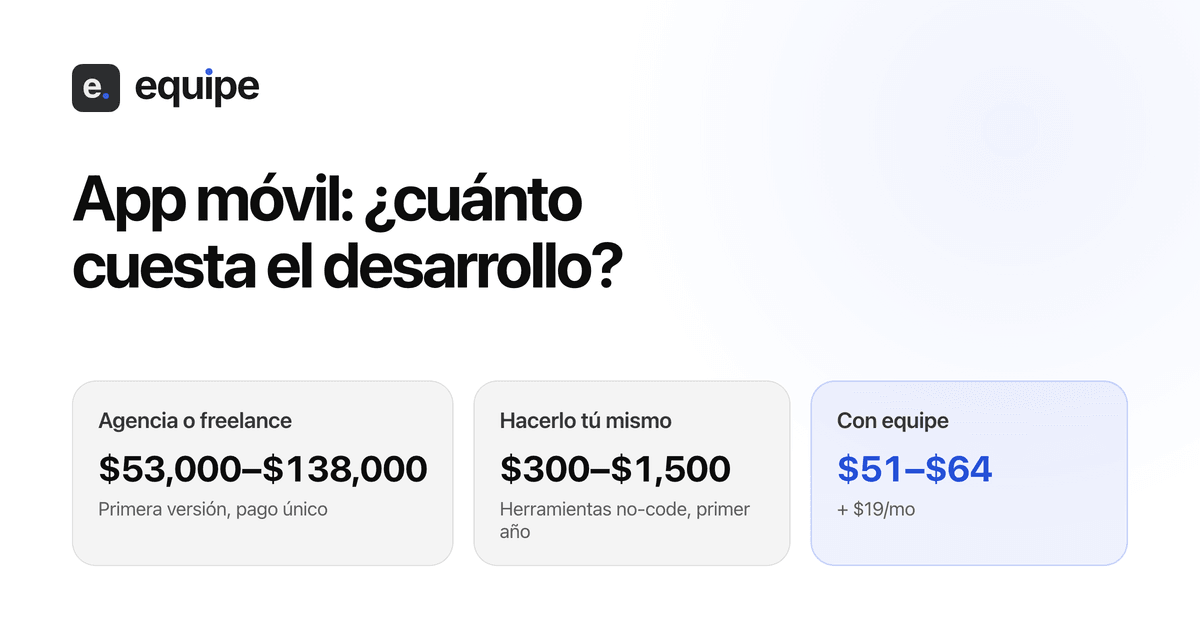 e.
equipe
App móvil: ¿cuánto
cuesta el desarrollo?
Agencia o freelance
$53,000–$138,000
Primera versión, pago único
Hacerlo tú mismo
$300–$1,500
Herramientas no-code, primer
año
Con equipe
$51–$64
+ $19/mo